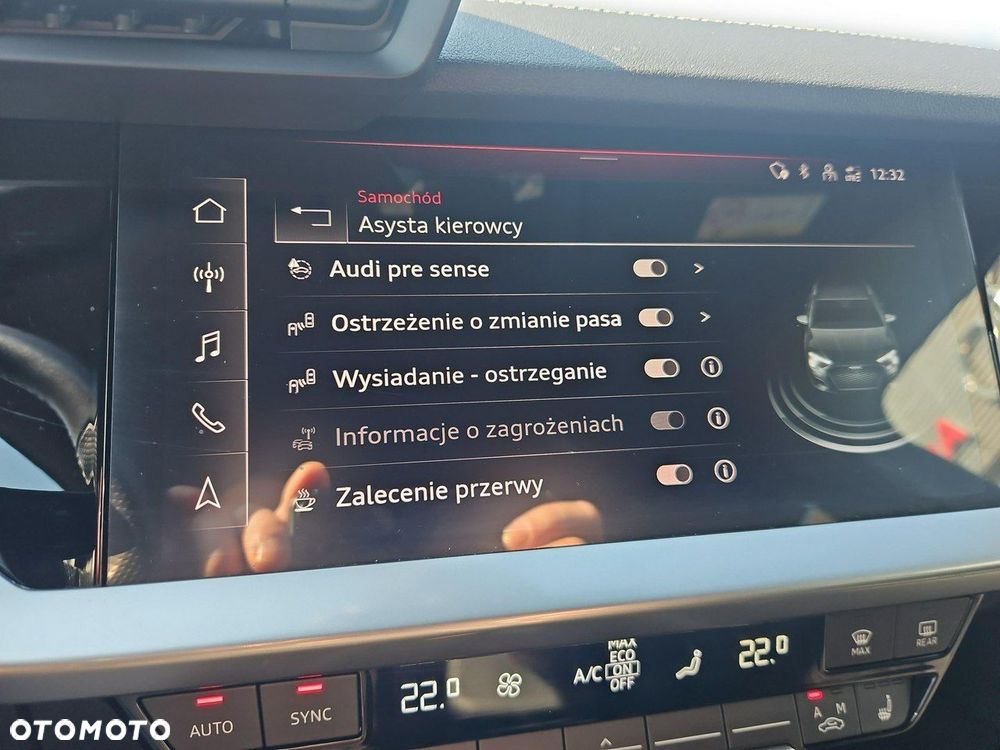 12:32
Samochód
Asysta kierowcy
Audi pre sense
Ostrzeżenie o zmianie pasa
Wysiadanie - ostrzeganie
Informacje o zagrożeniach
Zalecenie przerwy
22.0
A/C
MAX
ECO
ON
OFF
22.0
MAX
REAR
AUTO
SYNC
A M
OTOMOTO